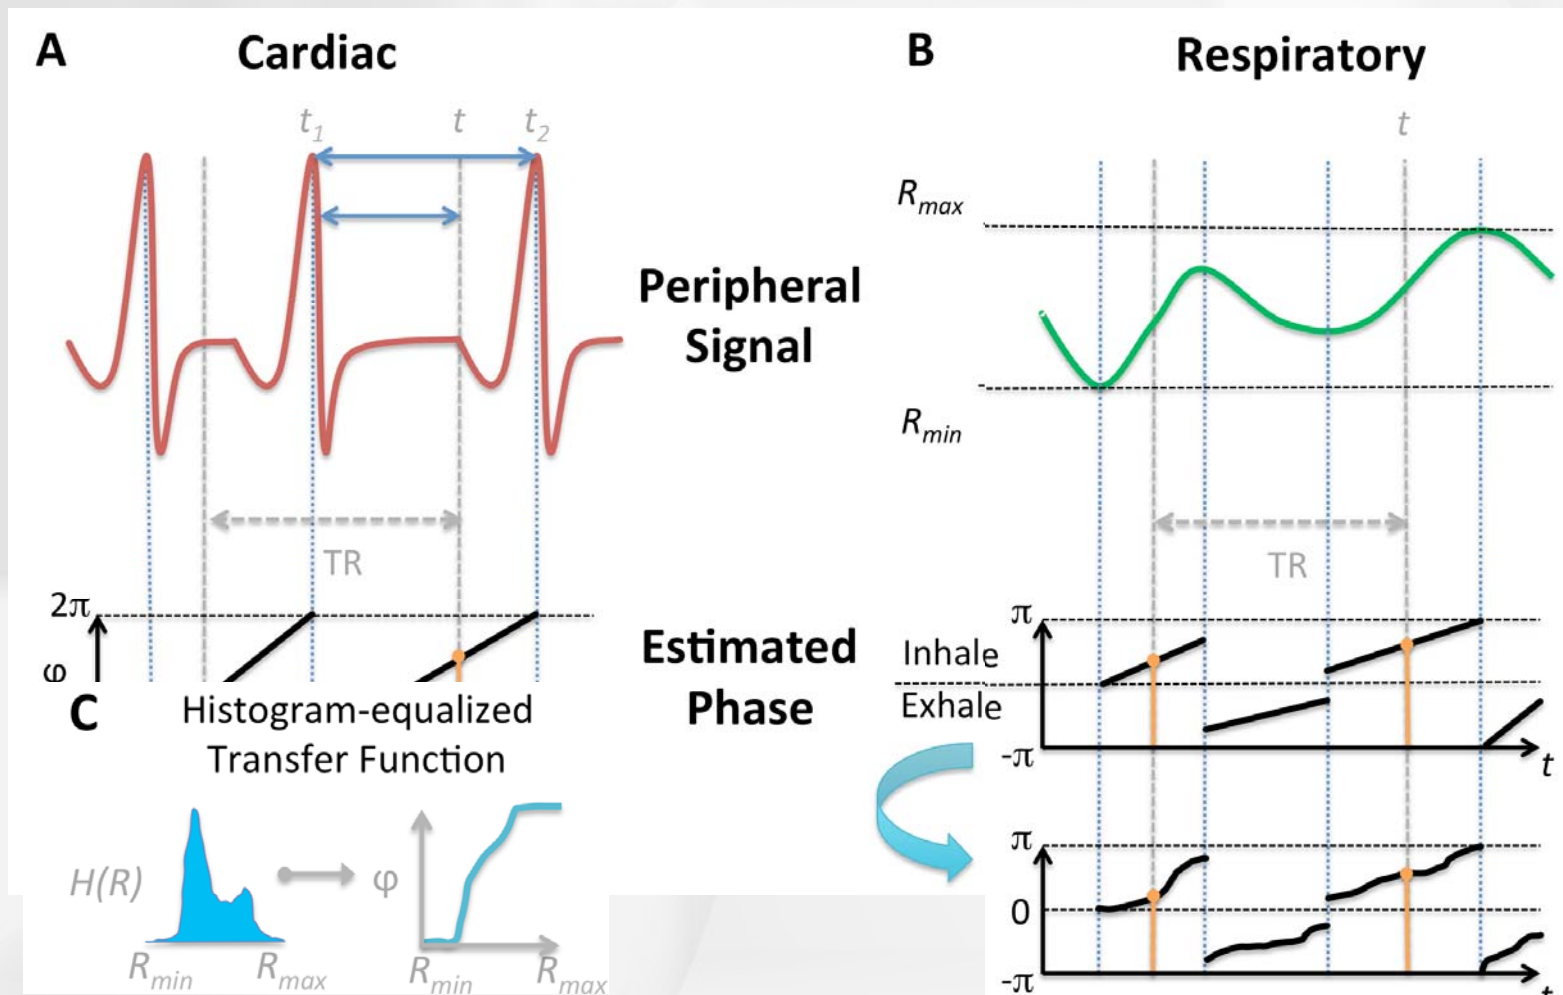 A
Cardiac
t1
t
t2
Peripheral
Signal
TR
2π
φ
Estimated
Phase
B
Respiratory
t
Rmax
Rmin
TR
π
Inhale
Exhale
-π
t
π
0
-π
t
C
Histogram-equalized
Transfer Function
H(R)
φ
Rmin
Rmax
Rmin
Rmax